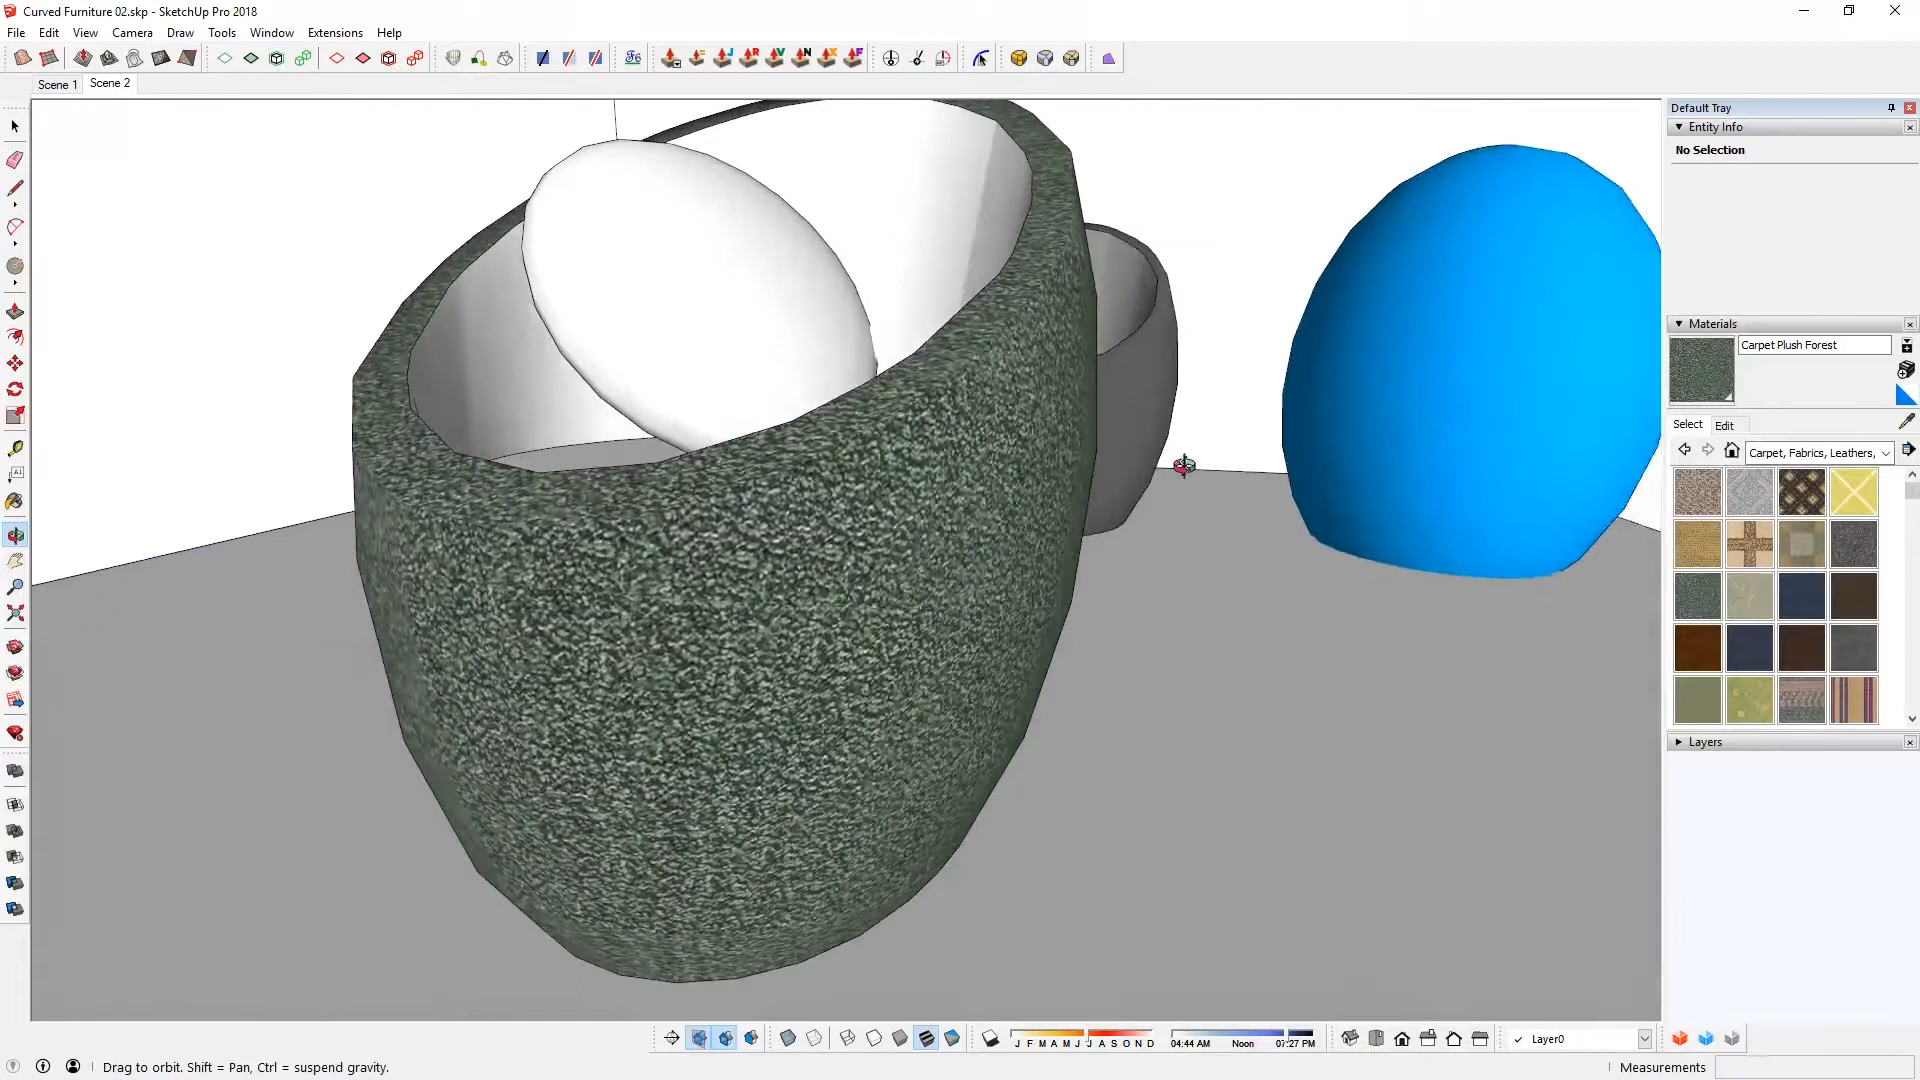 Curved Furniture 02.skp - SketchUp Pro 2018
File Edit View Camera Draw Tools Window Extensions Help
J R V N X F
Scene 1 Scene 2
Default Tray
Entity Info
No Selection
Materials
Carpet Plush Forest
Select Edit
Carpet, Fabrics, Leathers,
A1
Layers
J F M A M J J A S O N D
04:44 AM Noon 07:27 PM
Layer0
Drag to orbit. Shift = Pan, Ctrl = suspend gravity.
Measurements